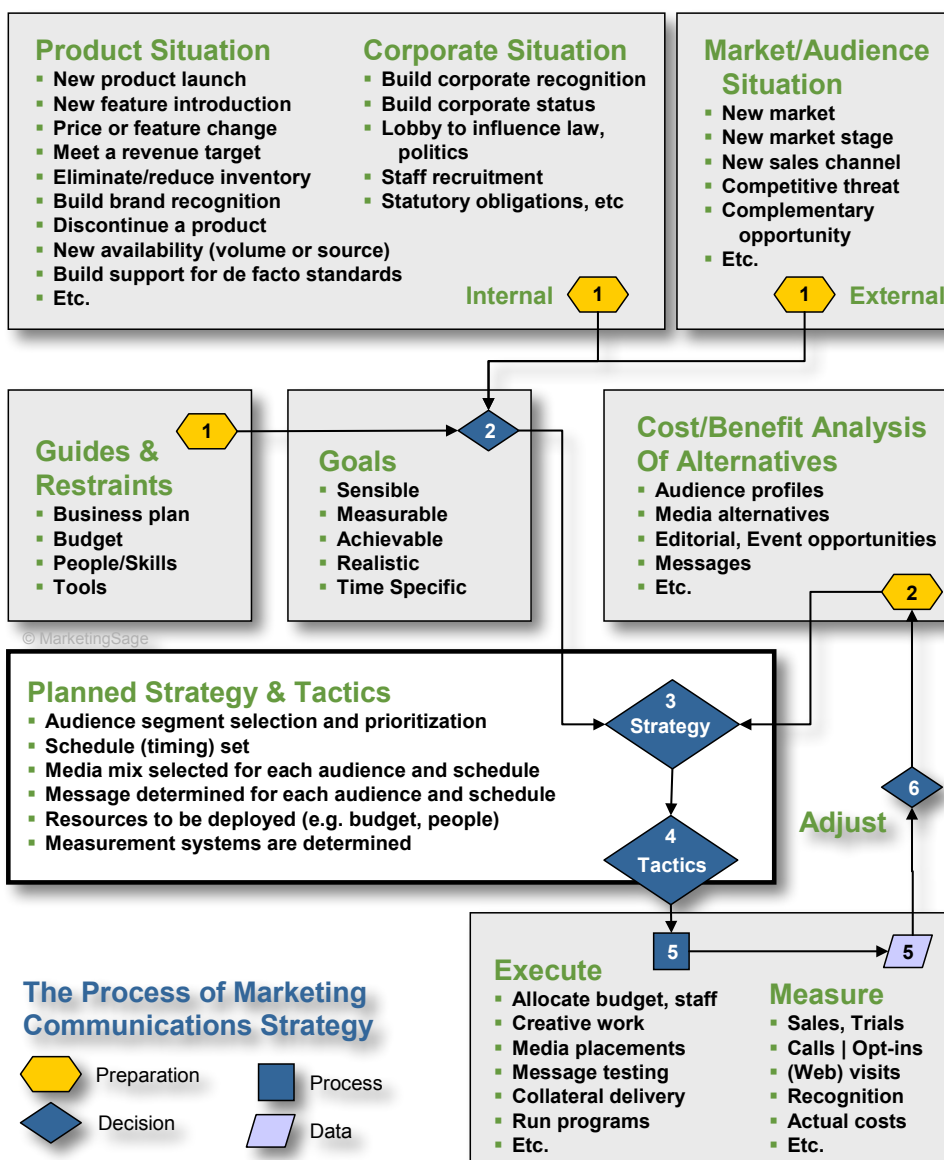 Product Situation
▪ New product launch
▪ New feature introduction
▪ Price or feature change
▪ Meet a revenue target
▪ Eliminate/reduce inventory
▪ Build brand recognition
▪ Discontinue a product
▪ New availability (volume or source)
▪ Build support for de facto standards
▪ Etc.
Corporate Situation
▪ Build corporate recognition
▪ Build corporate status
▪ Lobby to influence law,
politics
▪ Staff recruitment
▪ Statutory obligations, etc
Internal
1
Market/Audience
Situation
▪ New market
▪ New market stage
▪ New sales channel
▪ Competitive threat
▪ Complementary
opportunity
▪ Etc.
1
External
1
Guides &
Restraints
▪ Business plan
▪ Budget
▪ People/Skills
▪ Tools
2
Goals
▪ Sensible
▪ Measurable
▪ Achievable
▪ Realistic
▪ Time Specific
Cost/Benefit Analysis
Of Alternatives
▪ Audience profiles
▪ Media alternatives
▪ Editorial, Event opportunities
▪ Messages
▪ Etc.
2
© MarketingSage
Planned Strategy & Tactics
▪ Audience segment selection and prioritization
▪ Schedule (timing) set
▪ Media mix selected for each audience and schedule
▪ Message determined for each audience and schedule
▪ Resources to be deployed (e.g. budget, people)
▪ Measurement systems are determined
3
Strategy
4
Tactics
6
Adjust
5
Execute
▪ Allocate budget, staff
▪ Creative work
▪ Media placements
▪ Message testing
▪ Collateral delivery
▪ Run programs
▪ Etc.
5
Measure
▪ Sales, Trials
▪ Calls | Opt-ins
▪ (Web) visits
▪ Recognition
▪ Actual costs
▪ Etc.
The Process of Marketing
Communications Strategy
Preparation
Process
Decision
Data